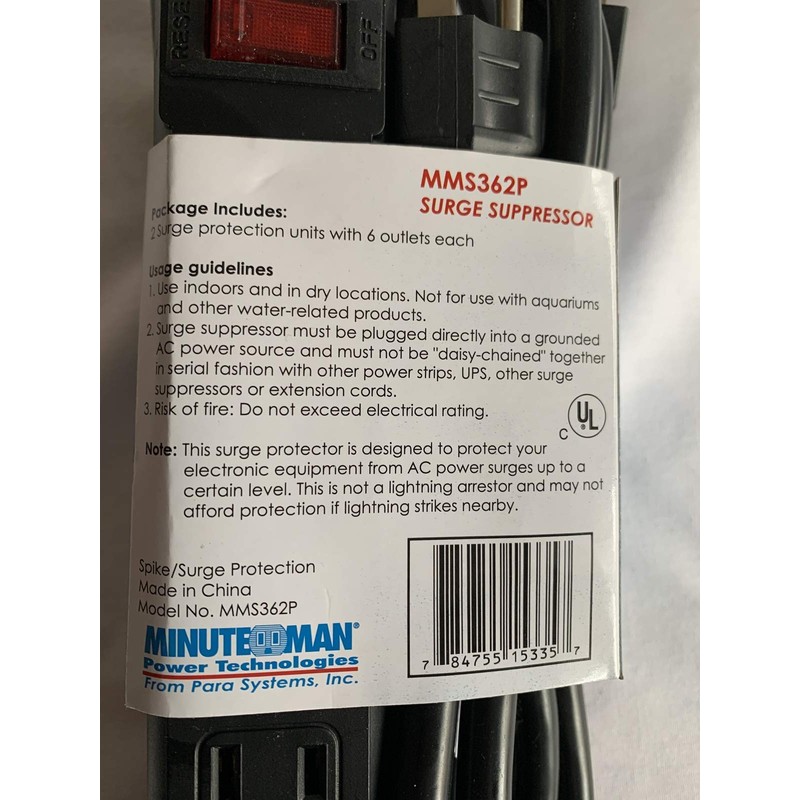 RESE
OFF
MMS362P
SURGE SUPPRESSOR
Package Includes:
2 Surge protection units with 6 outlets each
Usage guidelines
1. Use indoors and in dry locations. Not for use with aquariums
and other water-related products.
2. Surge suppressor must be plugged directly into a grounded
AC power source and must not be "daisy-chained" together
in serial fashion with other power strips, UPS, other surge
suppressors or extension cords.
3. Risk of fire: Do not exceed electrical rating.
C UL ®
Note: This surge protector is designed to protect your
electronic equipment from AC power surges up to a
certain level. This is not a lightning arrestor and may not
afford protection if lightning strikes nearby.
Spike/Surge Protection
Made in China
Model No. MMS362P
MINUTEMAN®
Power Technologies
From Para Systems, Inc.
7 84755 15335 7